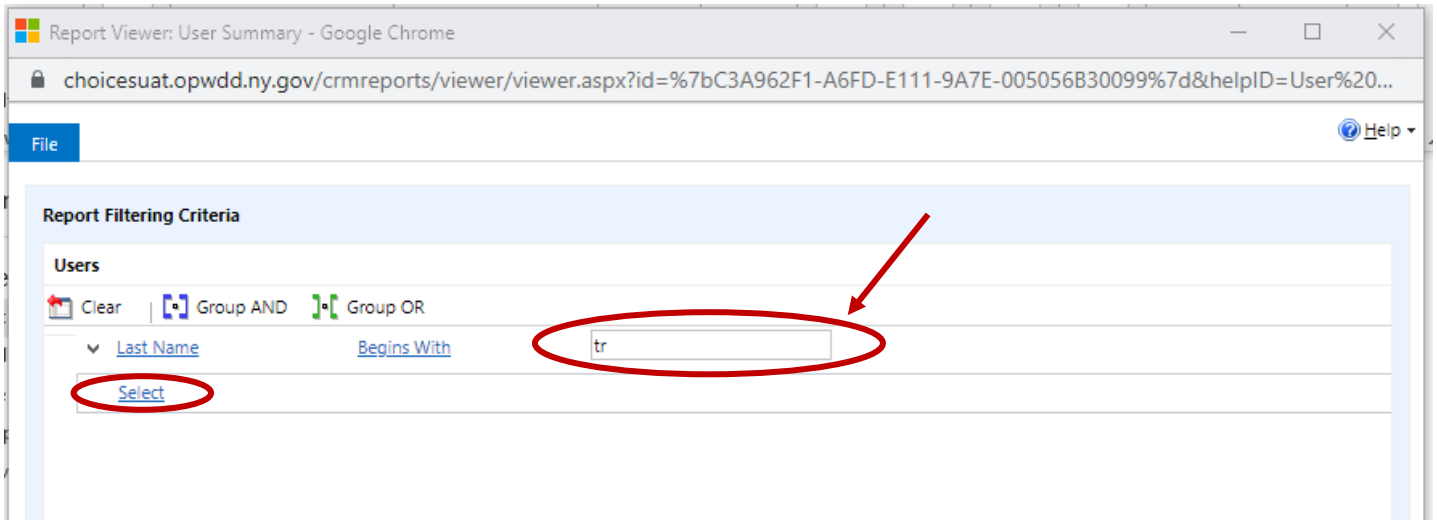 Report Viewer: User Summary - Google Chrome
choicesuat.opwdd.ny.gov/crmreports/viewer/viewer.aspx?id=%7bC3A962F1-A6FD-E111-9A7E-005056B30099%7d&helpID=User%20...
File Help
Report Filtering Criteria
Users
Clear | Group AND Group OR
Last Name Begins With tr
Select